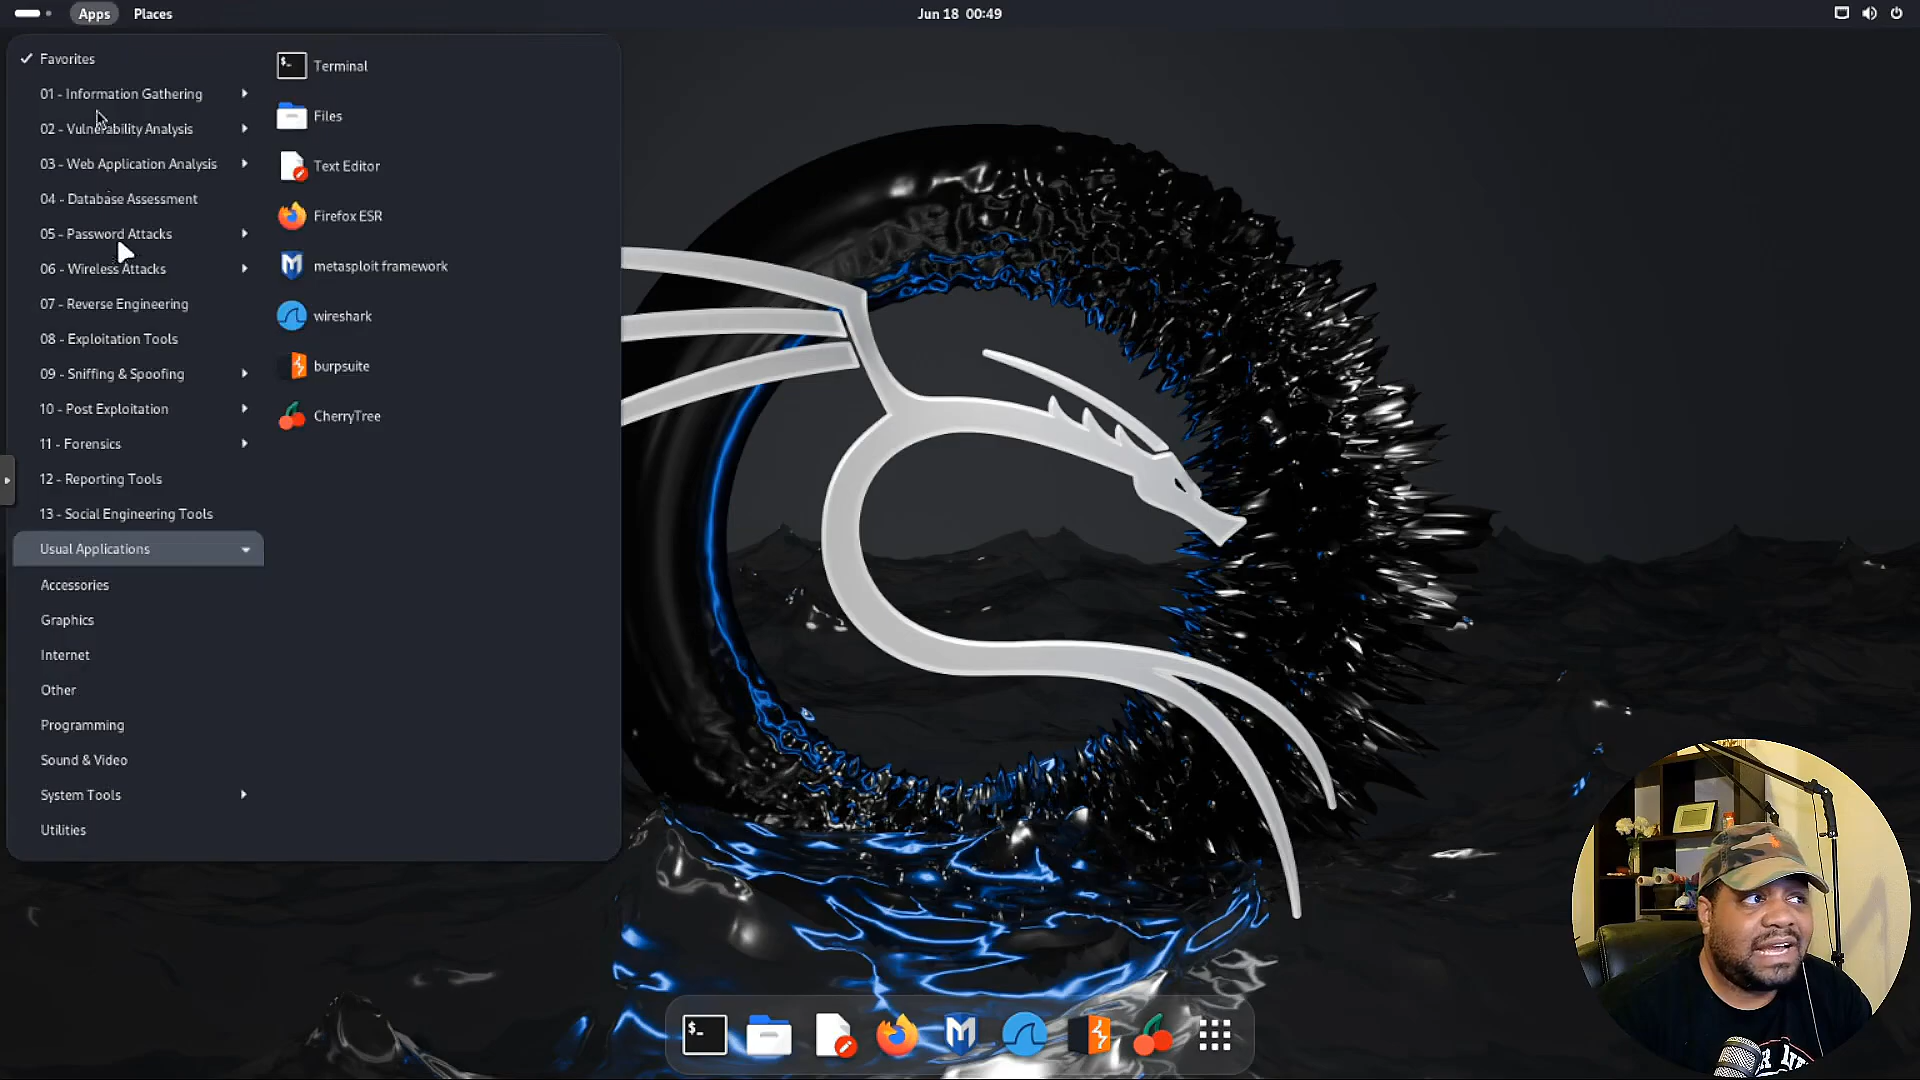 Apps
Places
Jun 18 00:49
Favorites
01 - Information Gathering
02 - Vulnerability Analysis
03 - Web Application Analysis
04 - Database Assessment
05 - Password Attacks
06 - Wireless Attacks
07 - Reverse Engineering
08 - Exploitation Tools
09 - Sniffing & Spoofing
10 - Post Exploitation
11 - Forensics
12 - Reporting Tools
13 - Social Engineering Tools
Usual Applications
Accessories
Graphics
Internet
Other
Programming
Sound & Video
System Tools
Utilities
Terminal
Files
Text Editor
Firefox ESR
metasploit framework
wireshark
burpsuite
CherryTree